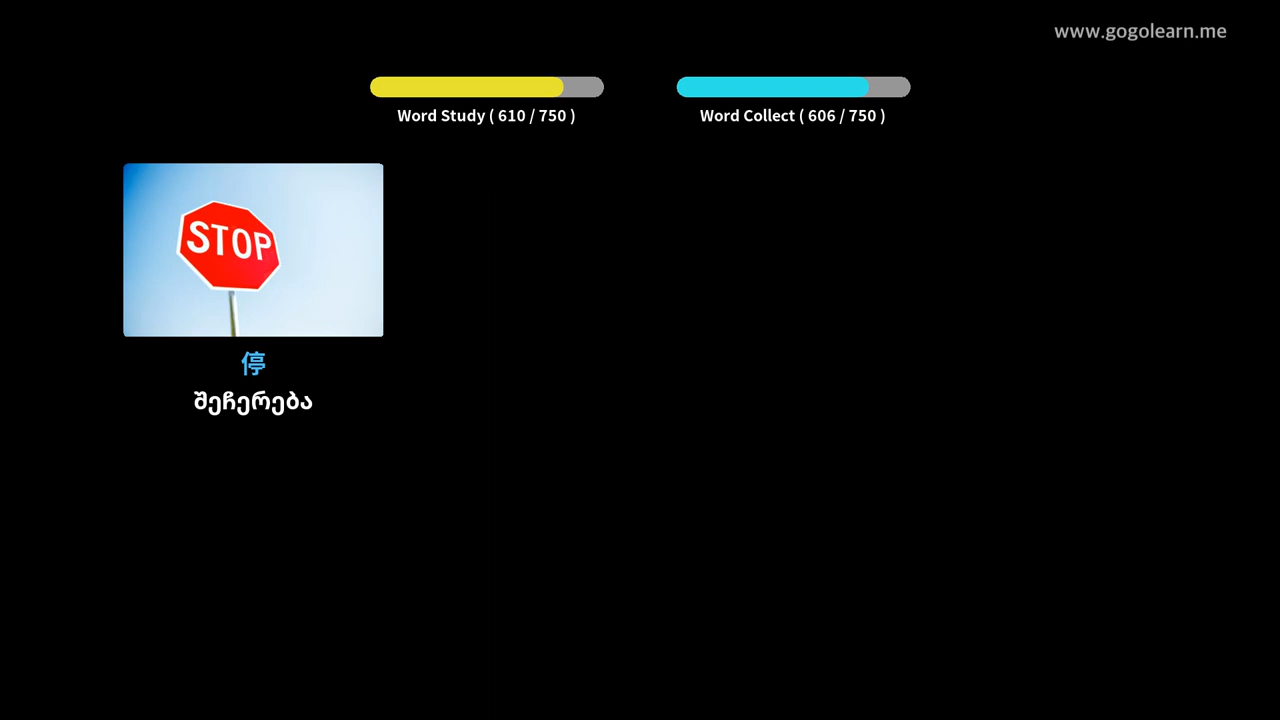 www.gogolearn.me
Word Study ( 610 / 750 )
Word Collect ( 606 / 750 )
STOP
停
შეჩერება